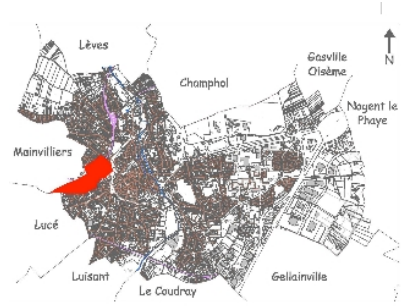 Lèves
Gasville
Oisème
N
Champhol
Nogent le
Phaye
Mainvilliers
Lucé
Luisant
Le Coudray
Gellainville